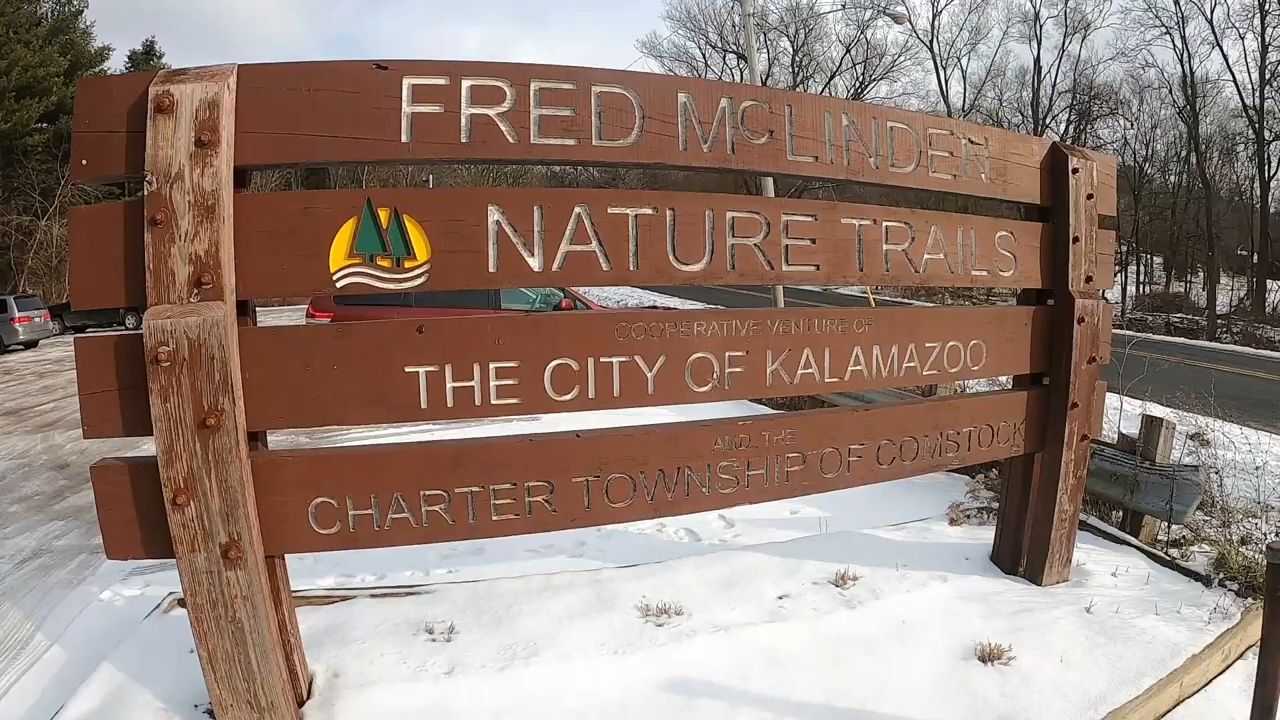 FRED MCLINDEN
NATURE TRAILS
COOPERATIVE VENTURE OF
THE CITY OF KALAMAZOO
AND THE
CHARTER TOWNSHIP OF COMSTOCK